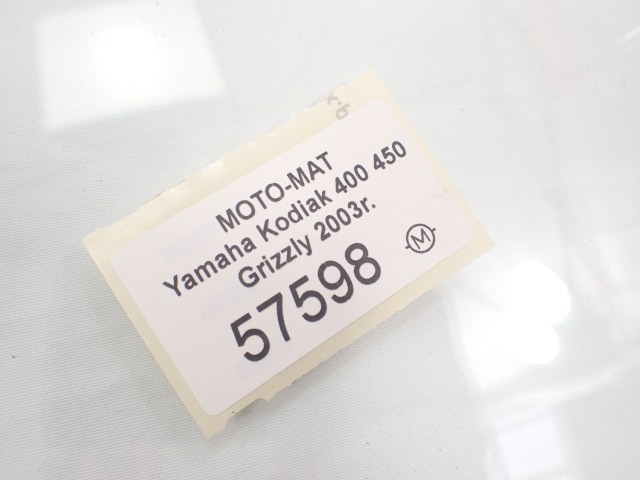 MOTO-MAT
Yamaha Kodiak 400 450
Grizzly 2003r.
57598
M